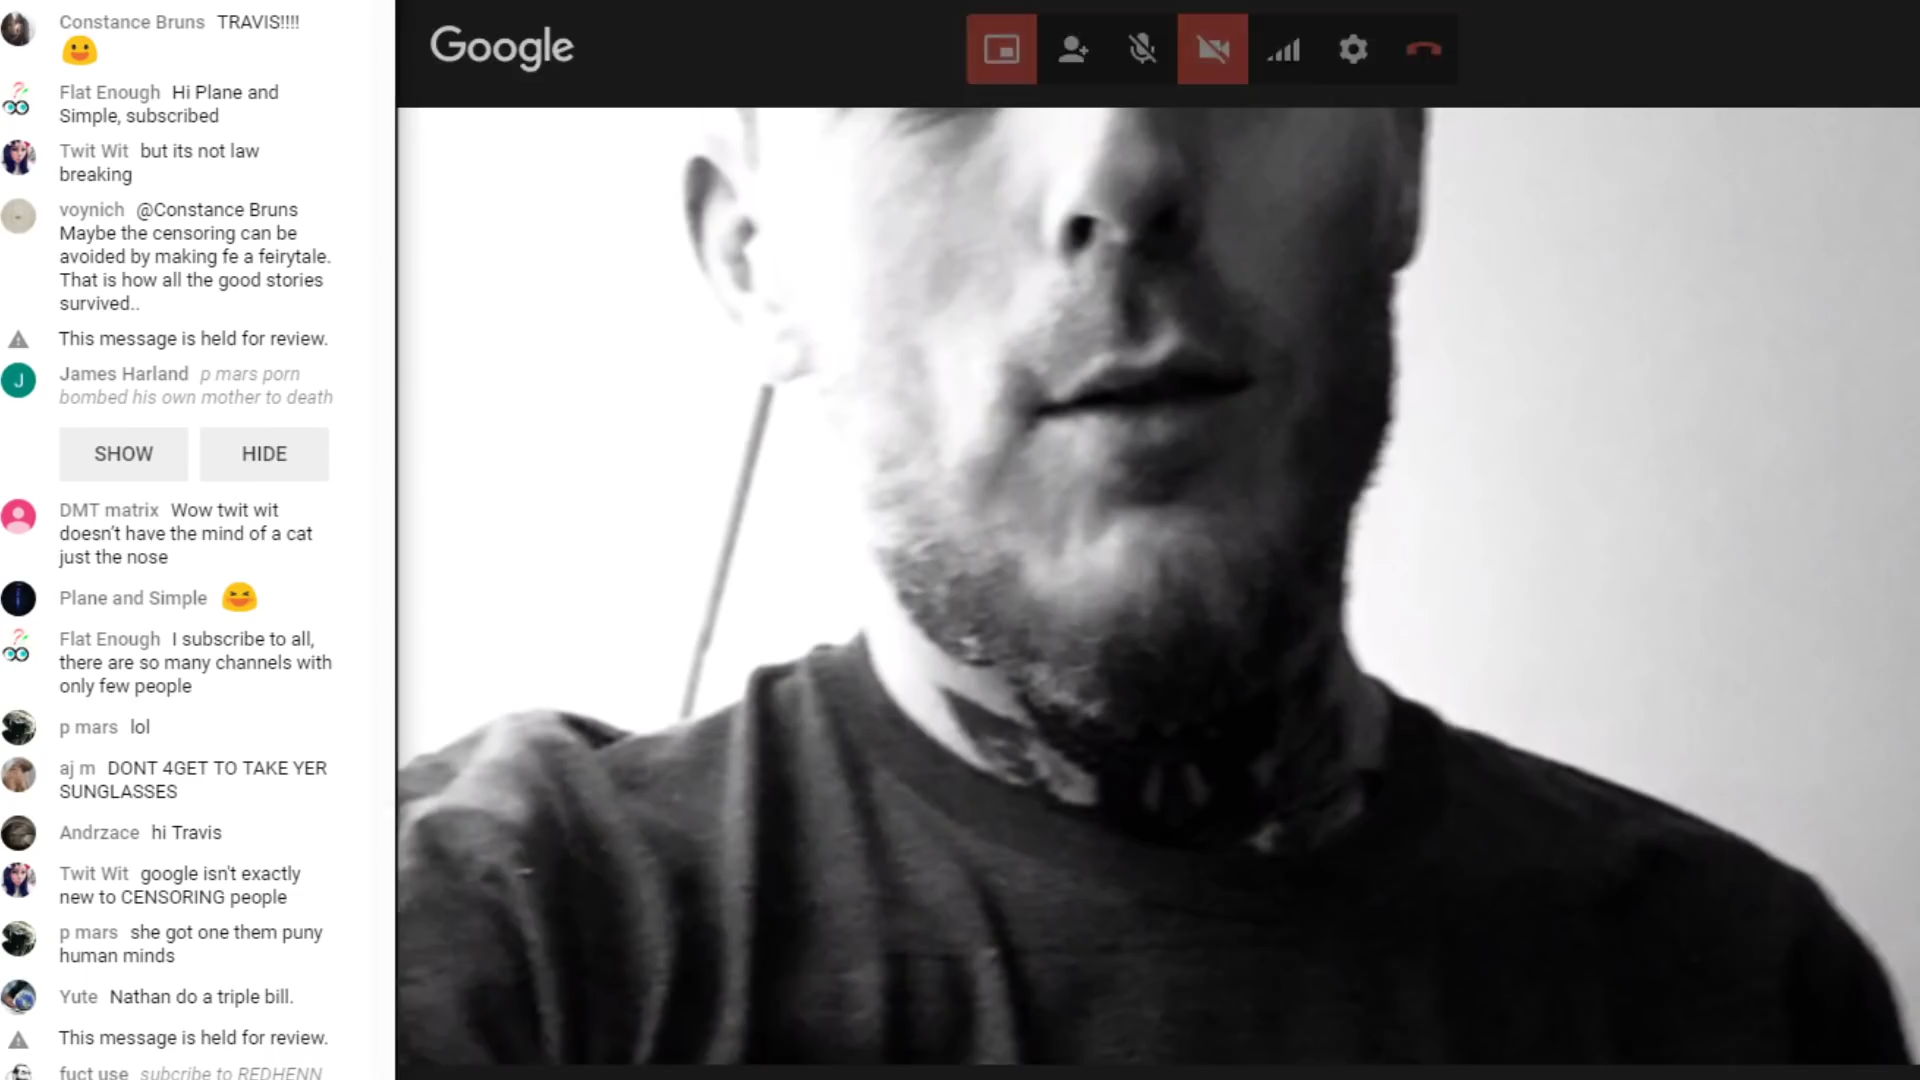 Constance Bruns TRAVIS!!!!
Flat Enough Hi Plane and
Simple, subscribed
Twit Wit but its not law
breaking
voynich @Constance Bruns
Maybe the censoring can be
avoided by making fe a feirytale.
That is how all the good stories
survived..
This message is held for review.
James Harland p mars porn
bombed his own mother to death
SHOW HIDE
DMT matrix Wow twit wit
doesn't have the mind of a cat
just the nose
Plane and Simple
Flat Enough I subscribe to all,
there are so many channels with
only few people
p mars lol
aj m DONT 4GET TO TAKE YER
SUNGLASSES
Andrzace hi Travis
Twit Wit google isn't exactly
new to CENSORING people
p mars she got one them puny
human minds
Yute Nathan do a triple bill.
This message is held for review.
fuct use subcribe to REDHENN
Google